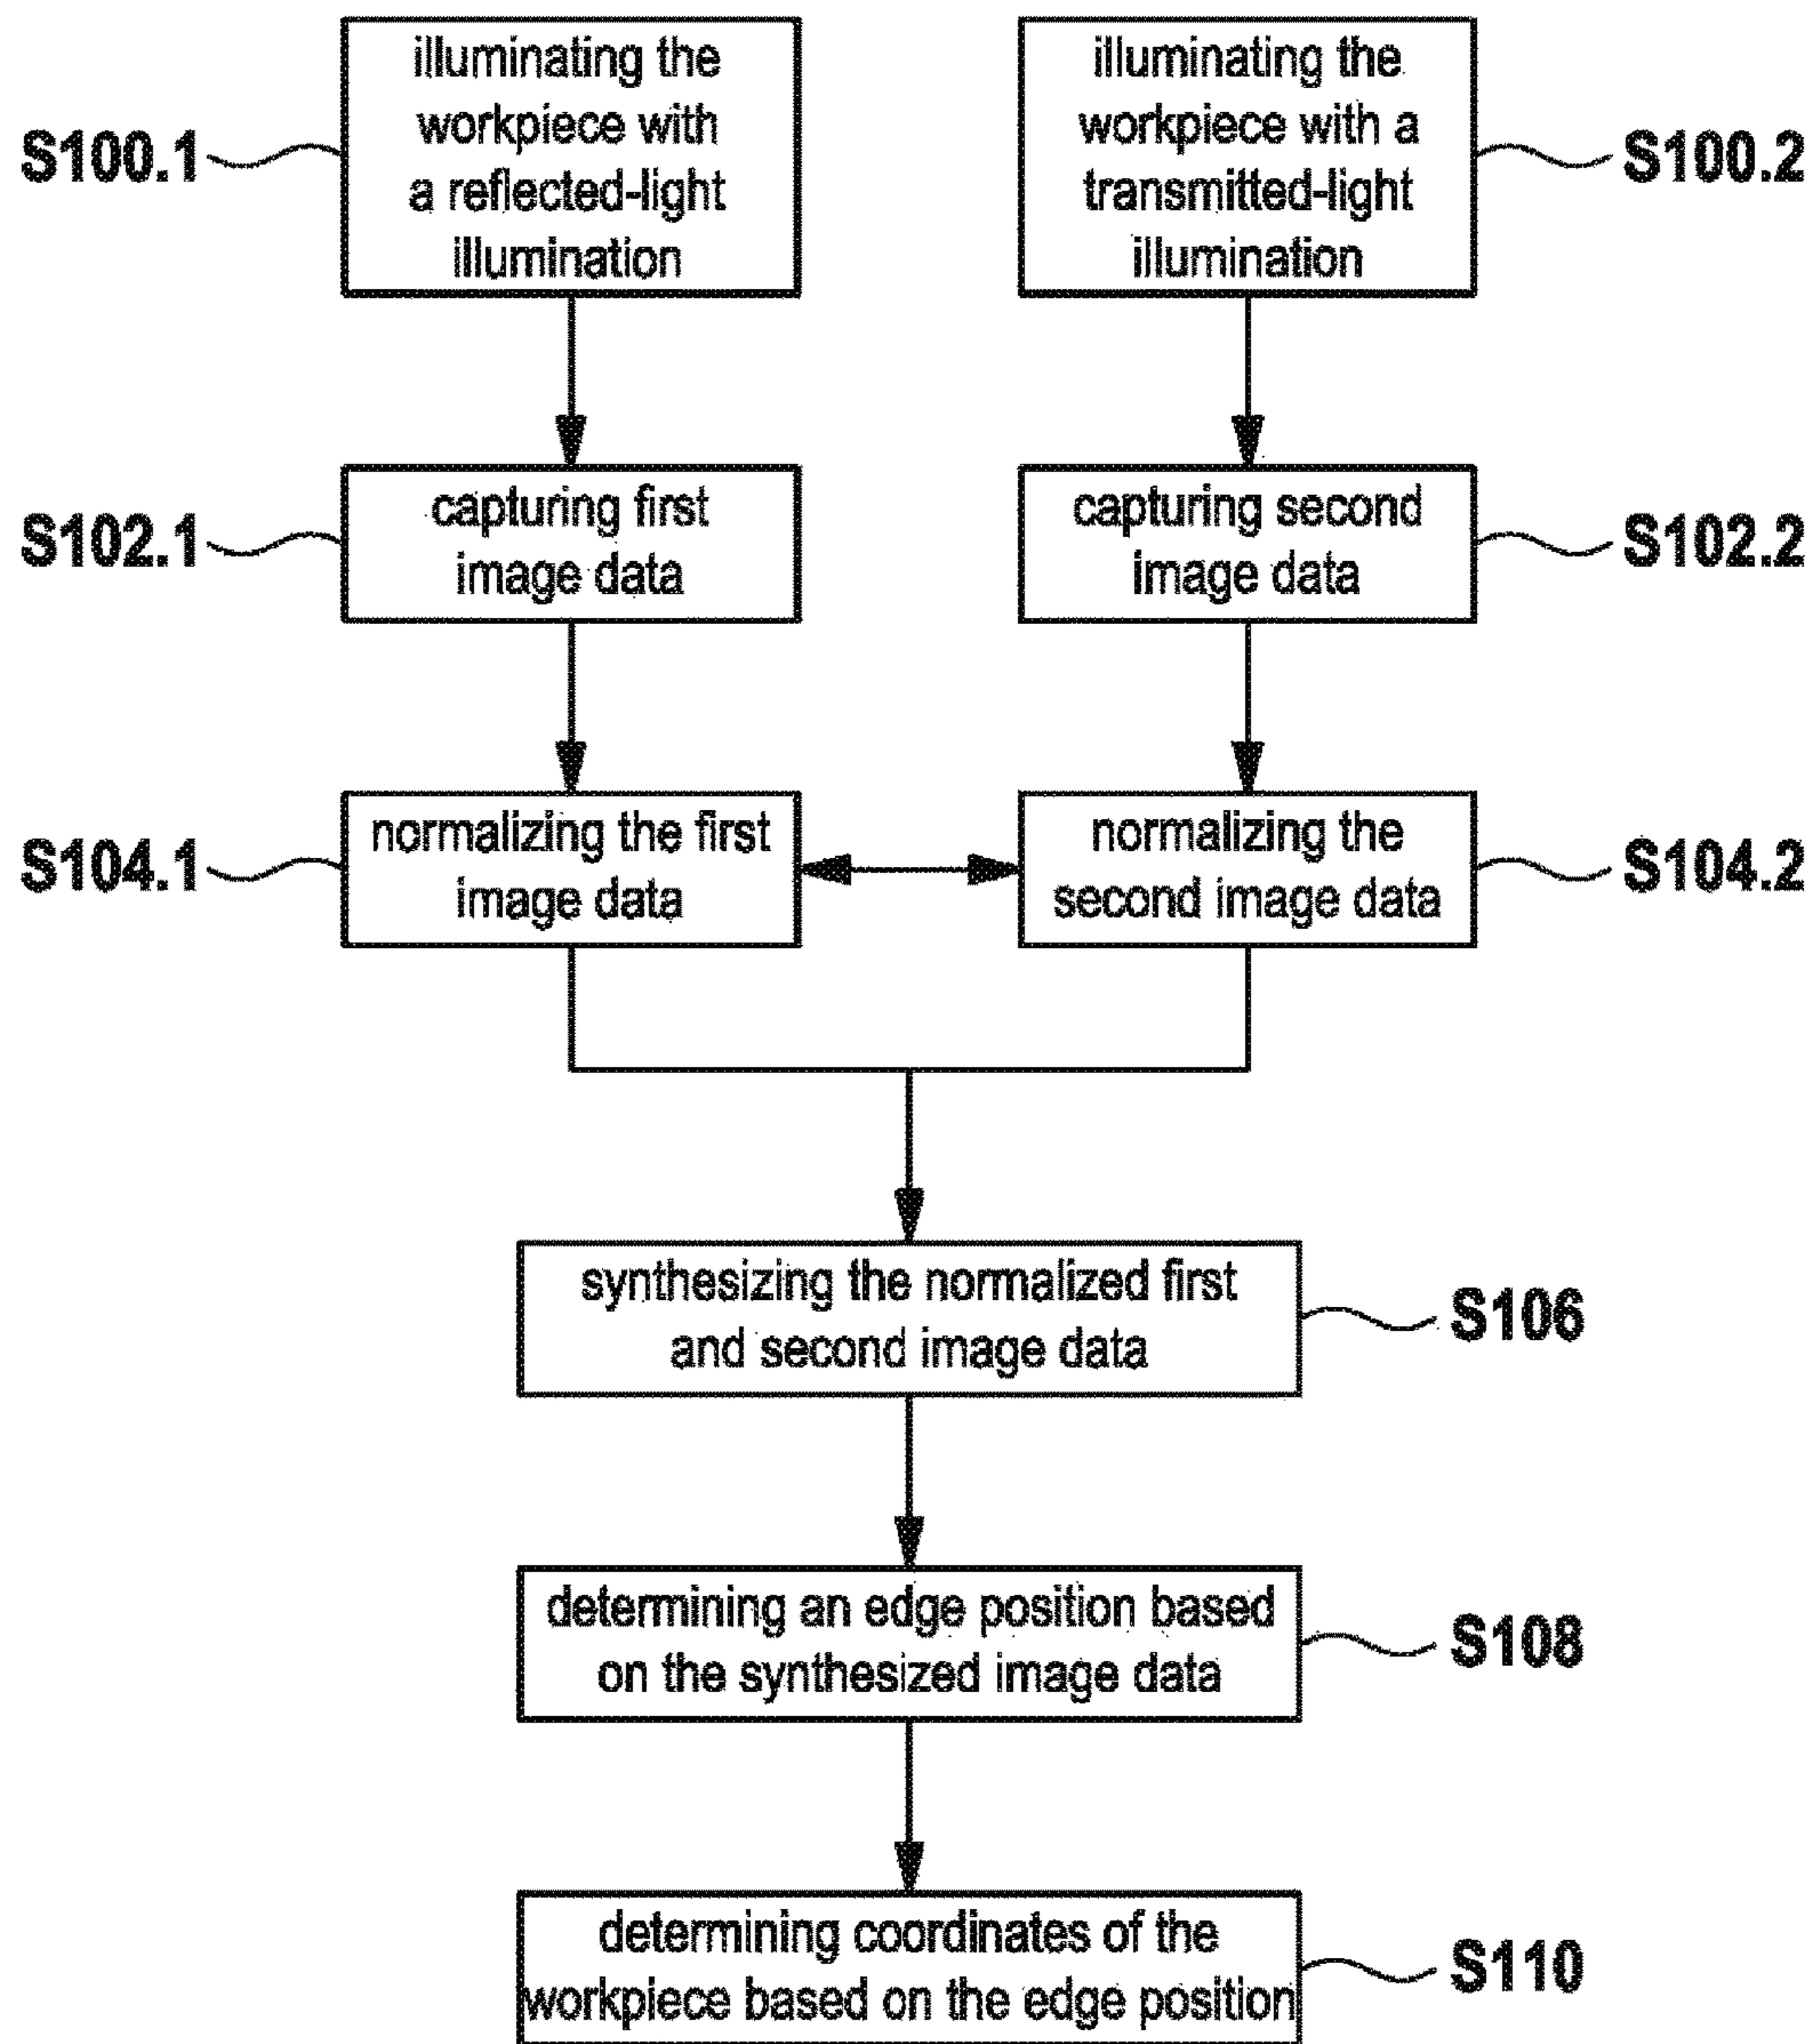 illuminating the
workpiece with
a reflected-light
illumination
S100.1
illuminating the
workpiece with a
transmitted-light
illumination
S100.2
capturing first
image data
S102.1
capturing second
image data
S102.2
normalizing the first
image data
S104.1
normalizing the
second image data
S104.2
synthesizing the normalized first
and second image data
S106
determining an edge position based
on the synthesized image data
S108
determining coordinates of the
workpiece based on the edge position
S110